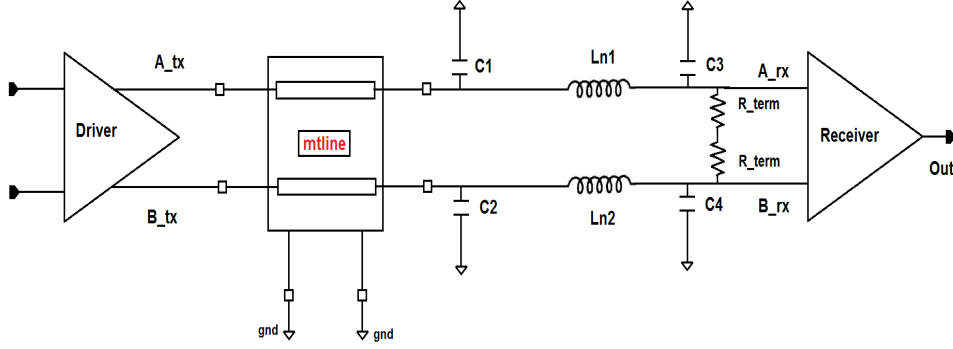 Ln1
C1
C3
A_tx
A_rx
R_term
Driver
mtline
Receiver
R_term
Out
B_tx
C2
Ln2
C4
B_rx
gnd
gnd